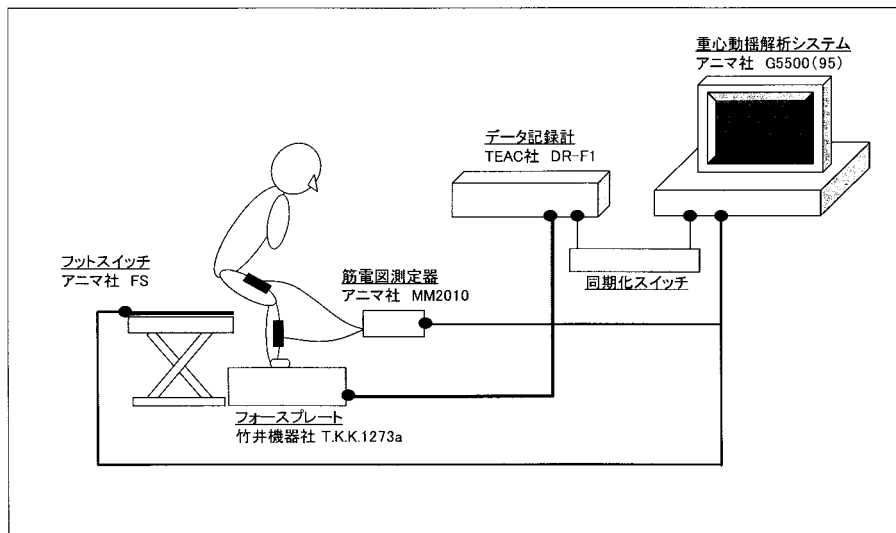 重心動揺解析システム
アニマ社 G5500(95)
データ記録計
TEAC社 DR-F1
フットスイッチ
アニマ社 FS
筋電図測定器
アニマ社 MM2010
同期化スイッチ
フォースプレート
竹井機器社 T.K.K.1273a